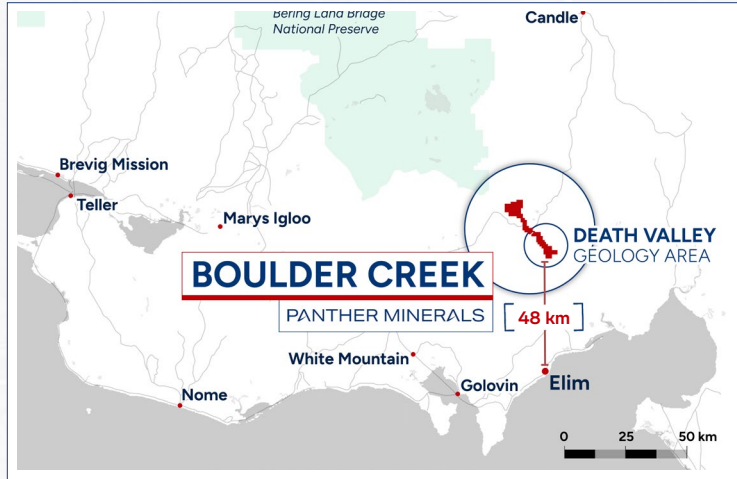 Bering Land Bridge
National Preserve
Candle
Brevig Mission
Teller
Marys Igloo
DEATH VALLEY
GEOLOGY AREA
BOULDER CREEK
PANTHER MINERALS
48 km
White Mountain
Elim
Golovin
Nome
0 25 50 km